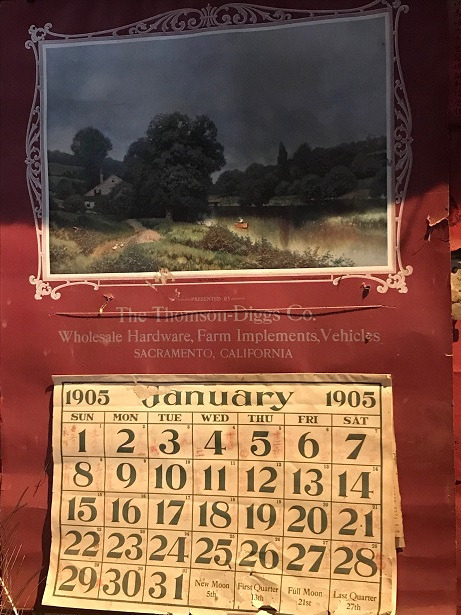 PRESENTED BY
The Thomson-Diggs Co.
Wholesale Hardware, Farm Implements, Vehicles
SACRAMENTO, CALIFORNIA
1905 January 1905
SUN MON TUE WED THU FRI SAT
1 2 3 4 5 6 7
8 9 10 11 12 13 14
15 16 17 18 19 20 21
22 23 24 25 26 27 28
29 30 31
New Moon First Quarter Full Moon Last Quarter
5th 13th 21st 27th